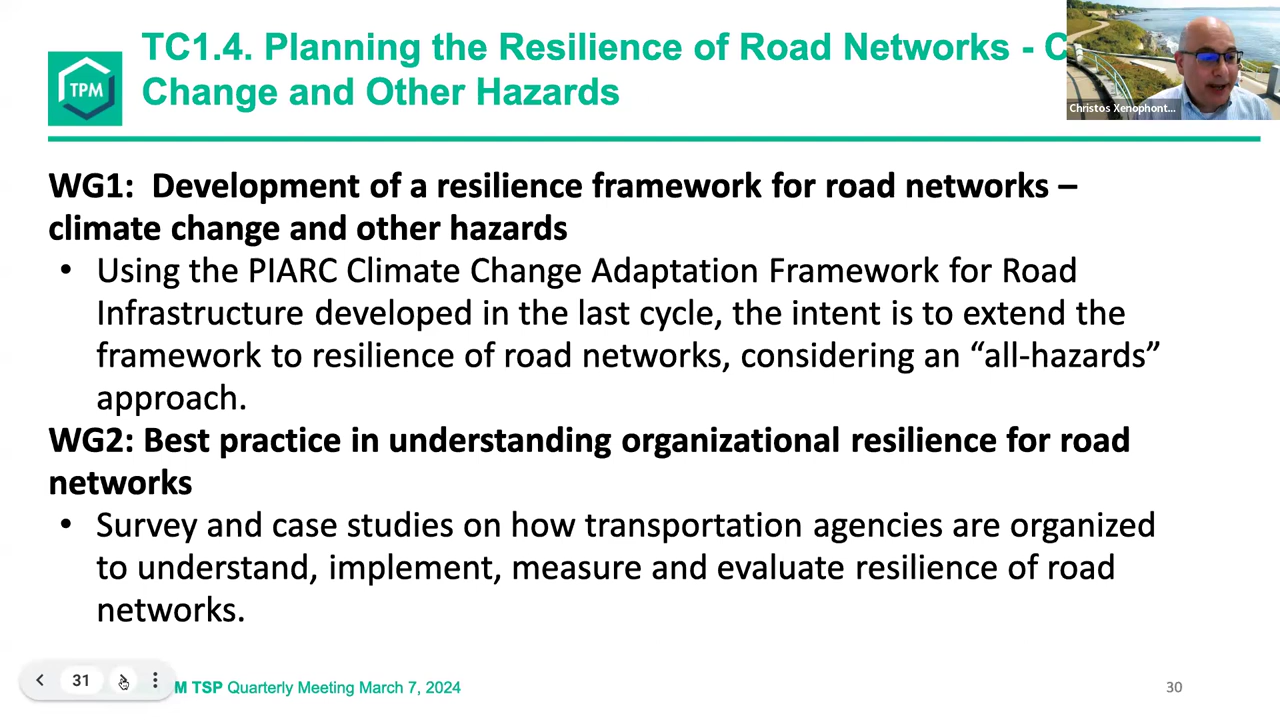 TC1.4. Planning the Resilience of Road Networks - C
Change and Other Hazards
TPM
Christos Xenophont...
WG1: Development of a resilience framework for road networks –
climate change and other hazards
• Using the PIARC Climate Change Adaptation Framework for Road
Infrastructure developed in the last cycle, the intent is to extend the
framework to resilience of road networks, considering an “all-hazards”
approach.
WG2: Best practice in understanding organizational resilience for road
networks
• Survey and case studies on how transportation agencies are organized
to understand, implement, measure and evaluate resilience of road
networks.
31
M TSP Quarterly Meeting March 7, 2024
30